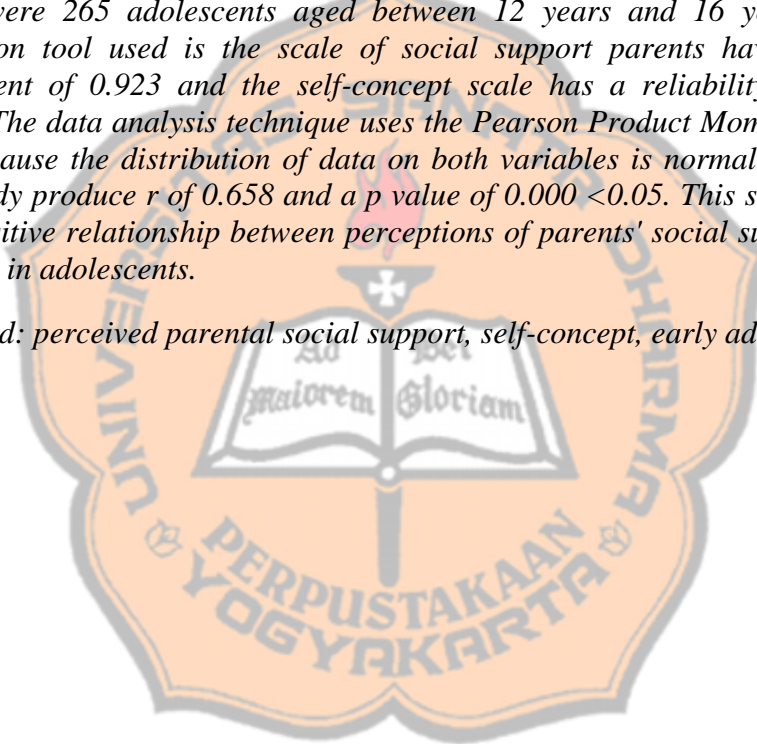 were 265 adolescents aged between 12 years and 16 ye
on tool used is the scale of social support parents hav
ent of 0.923 and the self-concept scale has a reliability
The data analysis technique uses the Pearson Product Mom
ause the distribution of data on both variables is normal
dy produce r of 0.658 and a p value of 0.000 <0.05. This s
itive relationship between perceptions of parents' social su
in adolescents.
d: perceived parental social support, self-concept, early ad
UNIVERSITAS SANATA DHARMA
Ad Dei
Maiorem Gloriam
PERPUSTAKAAN
YOGYAKARTA